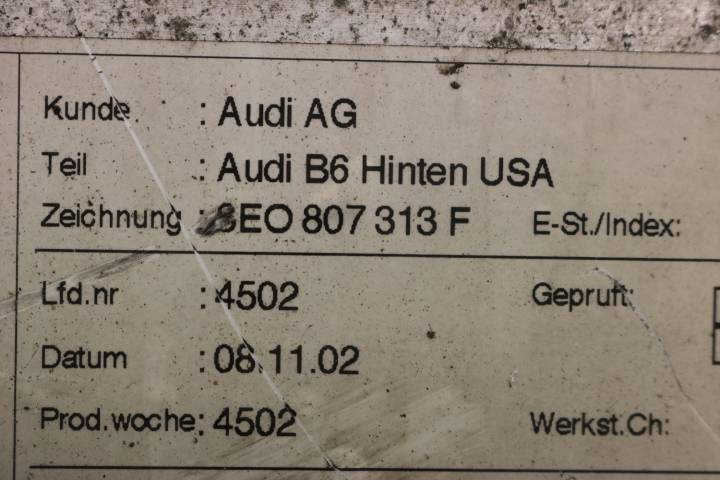 Kunde : Audi AG
Teil : Audi B6 Hinten USA
Zeichnung : 8EO 807 313 F E-St./Index:
Lfd.nr : 4502 Gepruft:
Datum : 08.11.02
Prod.woche: 4502 Werkst.Ch: